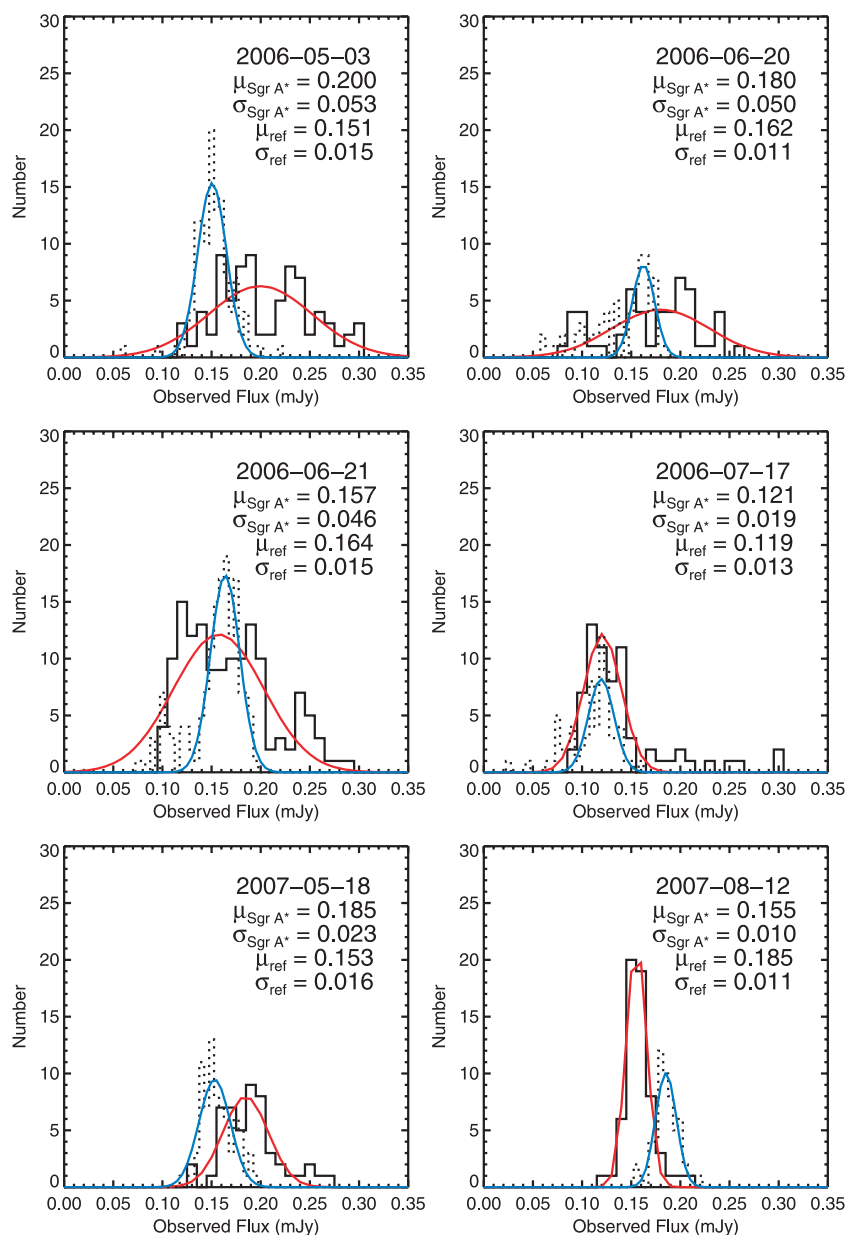 30
25
20
15
10
5
0
Number
2006–05–03
μSgr A* = 0.200
σSgr A* = 0.053
μref = 0.151
σref = 0.015
0.00 0.05 0.10 0.15 0.20 0.25 0.30 0.35
Observed Flux (mJy)
30
25
20
15
10
5
0
Number
2006–06–20
μSgr A* = 0.180
σSgr A* = 0.050
μref = 0.162
σref = 0.011
0.00 0.05 0.10 0.15 0.20 0.25 0.30 0.35
Observed Flux (mJy)
30
25
20
15
10
5
0
Number
2006–06–21
μSgr A* = 0.157
σSgr A* = 0.046
μref = 0.164
σref = 0.015
0.00 0.05 0.10 0.15 0.20 0.25 0.30 0.35
Observed Flux (mJy)
30
25
20
15
10
5
0
Number
2006–07–17
μSgr A* = 0.121
σSgr A* = 0.019
μref = 0.119
σref = 0.013
0.00 0.05 0.10 0.15 0.20 0.25 0.30 0.35
Observed Flux (mJy)
30
25
20
15
10
5
0
Number
2007–05–18
μSgr A* = 0.185
σSgr A* = 0.023
μref = 0.153
σref = 0.016
0.00 0.05 0.10 0.15 0.20 0.25 0.30 0.35
Observed Flux (mJy)
30
25
20
15
10
5
0
Number
2007–08–12
μSgr A* = 0.155
σSgr A* = 0.010
μref = 0.185
σref = 0.011
0.00 0.05 0.10 0.15 0.20 0.25 0.30 0.35
Observed Flux (mJy)